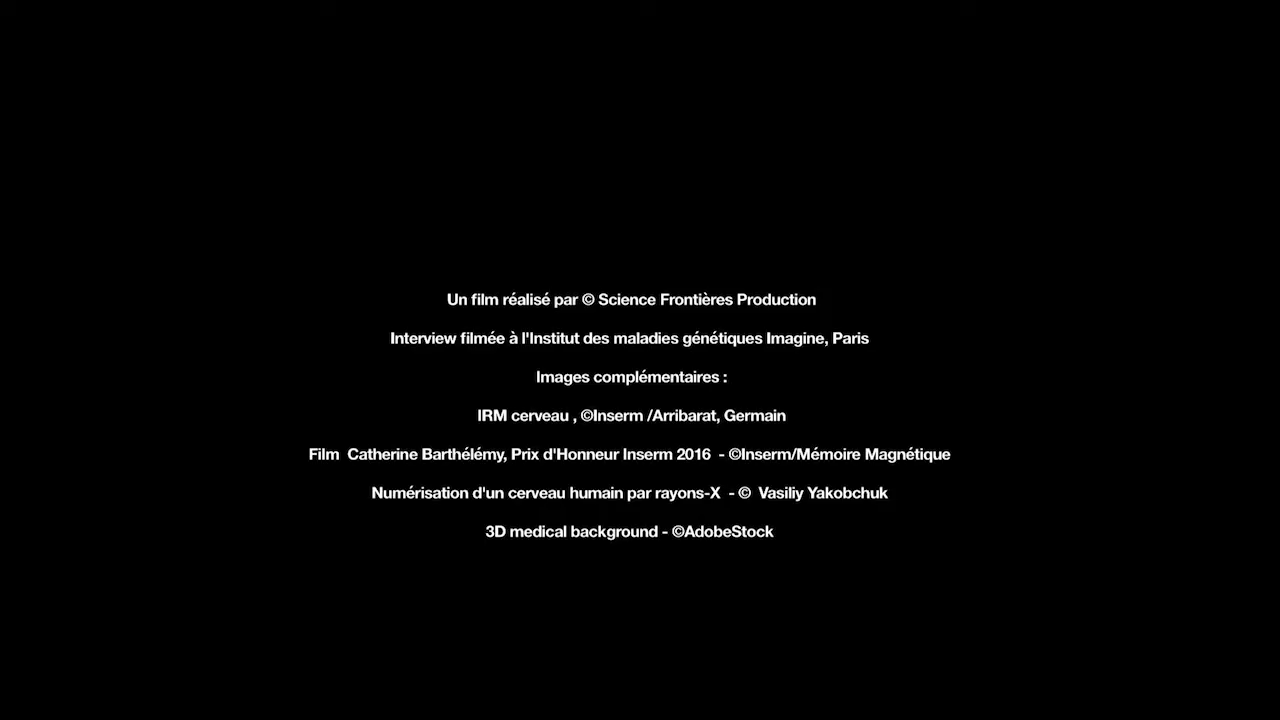 Un film réalisé par © Science Frontières Production
Interview filmée à l'Institut des maladies génétiques Imagine, Paris
Images complémentaires :
IRM cerveau , ©Inserm /Arribarat, Germain
Film  Catherine Barthélémy, Prix d'Honneur Inserm 2016  - ©Inserm/Mémoire Magnétique
Numérisation d'un cerveau humain par rayons-X  - ©  Vasiliy Yakobchuk
3D medical background - ©AdobeStock